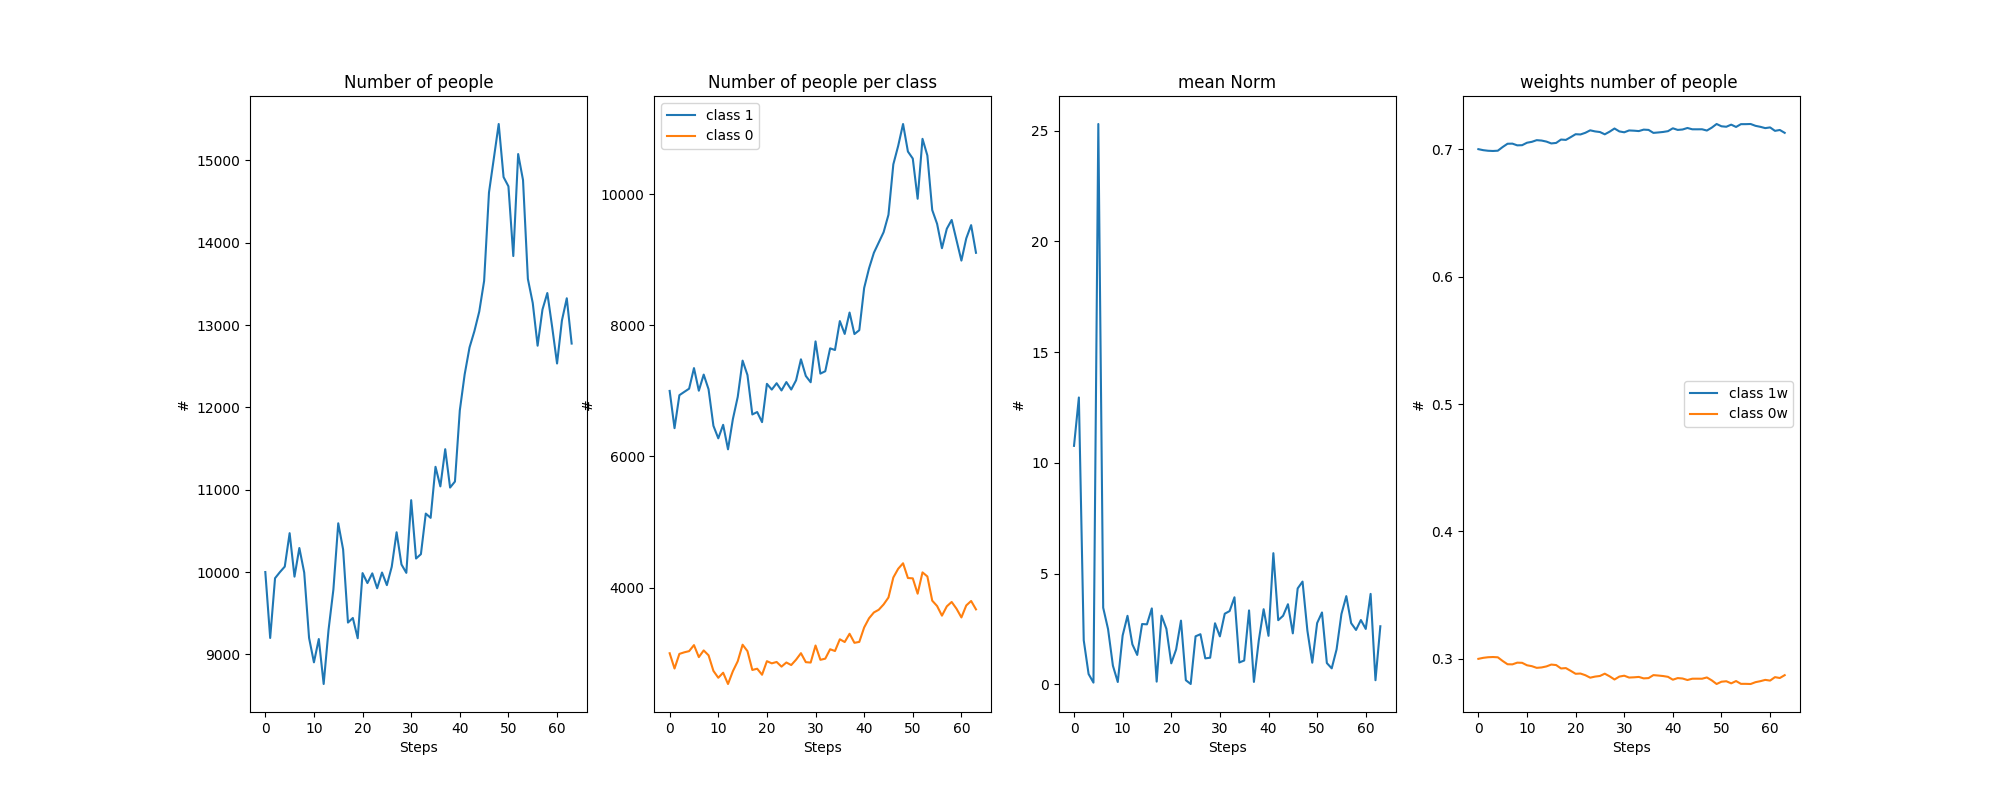 Number of people
15000
14000
13000
12000
11000
10000
9000
#
0 10 20 30 40 50 60
Steps
Number of people per class
class 1
class 0
10000
8000
6000
4000
#
0 10 20 30 40 50 60
Steps
mean Norm
25
20
15
10
5
0
#
0 10 20 30 40 50 60
Steps
weights number of people
0.7
0.6
0.5
0.4
0.3
#
class 1w
class 0w
0 10 20 30 40 50 60
Steps